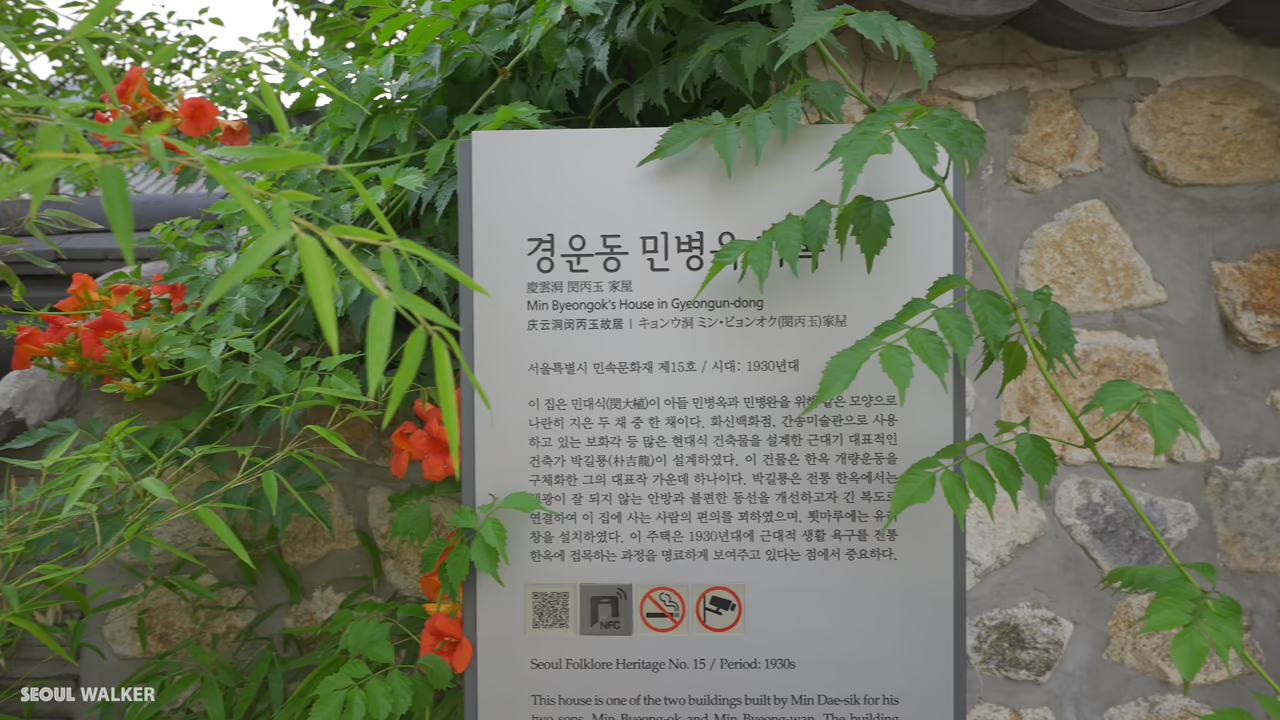 경운동 민병옥
慶雲洞 閔丙玉 家屋
Min Byeongok's House in Gyeongun-dong
庆云洞闵丙玉故居 | キョンウ洞 ミン・ビョンオク(閔丙玉)家屋
서울특별시 민속문화재 제15호 / 시대: 1930년대
이 집은 민대식(閔大植)이 아들 민병옥과 민병완을 위해 같은 모양으로
나란히 지은 두 채 중 한 채이다. 화신백화점, 간송미술관으로 사용
하고 있는 보화각 등 많은 현대식 건축물을 설계한 근대기 대표적인
건축가 박길룡(朴吉龍)이 설계하였다. 이 건물은 한옥 개량운동을
구체화한 그의 대표작 가운데 하나이다. 박길룡은 전통 한옥에서는
채광이 잘 되지 않는 안방과 불편한 동선을 개선하고자 긴 복도로
연결하여 이 집에 사는 사람의 편의를 꾀하였으며, 툇마루에는 유리
창을 설치하였다. 이 주택은 1930년대에 근대적 생활 욕구를 전통
한옥에 접목하는 과정을 명료하게 보여주고 있다는 점에서 중요하다.
NFC
Seoul Folklore Heritage No. 15 / Period: 1930s
This house is one of the two buildings built by Min Dae-sik for his
two sons, Min Byeong-ok and Min Byeong-wan. The building
SEOUL WALKER